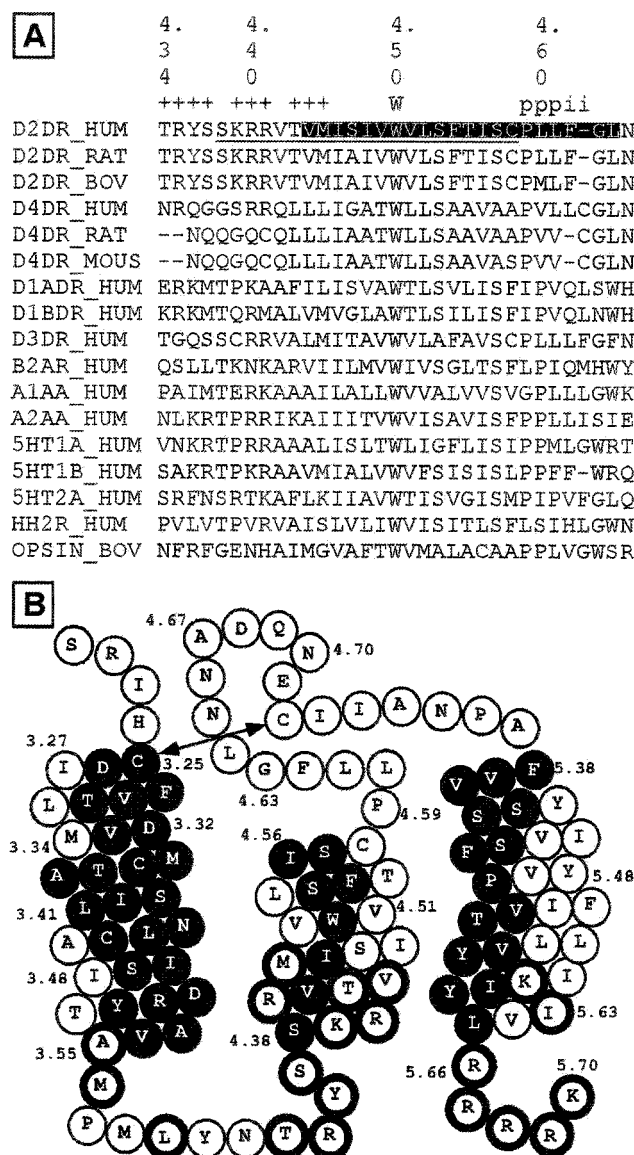 A
4. 4. 4. 4.
3 4 5 6
4 0 0 0
++++ +++ +++ W pppii
D2DR_HUM TRYSSKRRVTVMISIVWVLSFTISCPLLF-GLN
D2DR_RAT TRYSSKRRVTVMIAIVWVLSFTISCPLLF-GLN
D2DR_BOV TRYSSKRRVTVMIAIVWVLSFTISCPMLF-GLN
D4DR_HUM NRQGGSRRQLLLIGATWLLSAAVAAPVLLCGLN
D4DR_RAT --NQQGQCQLLLIAATWLLSAAVAAPVV-CGLN
D4DR_MOUS --NQQGQCQLLLIAATWLLSAAVASPVV-CGLN
D1ADR_HUM ERKMTPKAAFILISVAWTLSVLISFIPVQLSWH
D1BDR_HUM KRKMTQRMALVMVGLAWTLSILISFIPVQLNWH
D3DR_HUM TGQSSCRRVALMITAVWVLAFAVSCPLLFGFN
B2AR_HUM QSLLTKNKARVIILMVWIVSGLTSFLPIQMHWY
A1AA_HUM PAIMTERKAAAILALLWVVALVVSVGPLLLGWK
A2AA_HUM NLKRTPRRIKAIIITVWVISAVISFPPLLISIE
5HT1A_HUM VNKRTPRRAAALISLTWLIGFLISIPPMLGWRT
5HT1B_HUM SAKRTPKRAAVMIALVWVFSISISLPPFF-WRQ
5HT2A_HUM SRFNSRTKAFLKIIAVWTISVGISMPIPVFGLQ
HH2R_HUM PVLVTPVRVAISLVLIWVISITLSFLSIHLGWN
OPSIN_BOV NFRFGENHAIMGVAFTWVMALACAAPPLVGWSR
B
S R I H
4.67 A D Q N 4.70
N N E C I I A N P A
L G F L L P
4.63 4.59
3.27 I D C 3.25 V V F 5.38
L T V F S S Y
M V D 3.32 4.56 I S C F S V I
3.34 A T C M L S F T P V Y 5.48
3.41 L I S V W V 4.51 T V I F
A C L N M I S I Y V L L
3.48 I S I R V T V Y I K I
T Y R D 4.38 S K R L V I 5.63
3.55 A V A S 5.66 R 5.70
M Y R R R K
P M L Y N T R